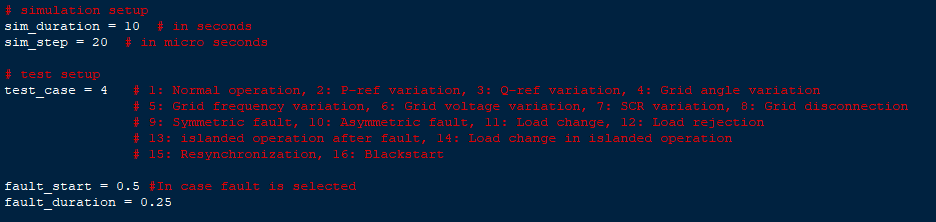 # simulation setup
sim_duration = 10  # in seconds
sim_step = 20  # in micro seconds
# test setup
test_case = 4   # 1: Normal operation, 2: P-ref variation, 3: Q-ref variation, 4: Grid angle variation
# 5: Grid frequency variation, 6: Grid voltage variation, 7: SCR variation, 8: Grid disconnection
# 9: Symmetric fault, 10: Asymmetric fault, 11: Load change, 12: Load rejection
# 13: islanded operation after fault, 14: Load change in islanded operation
# 15: Resynchronization, 16: Blackstart
fault_start = 0.5 #In case fault is selected
fault_duration = 0.25